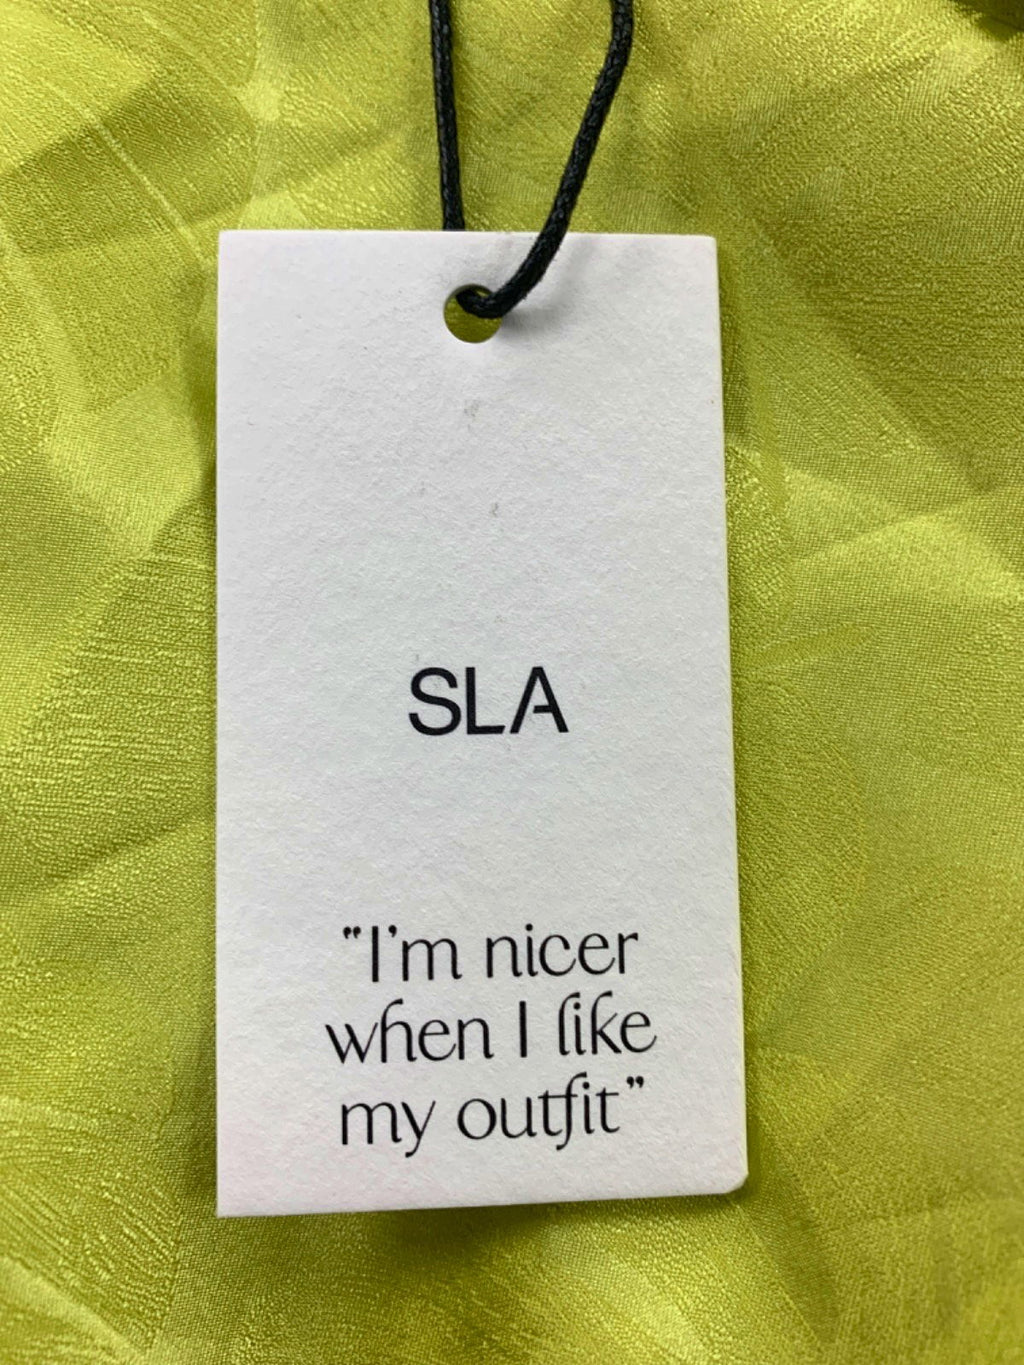 SLA
"I'm nicer
when I like
my outfit"